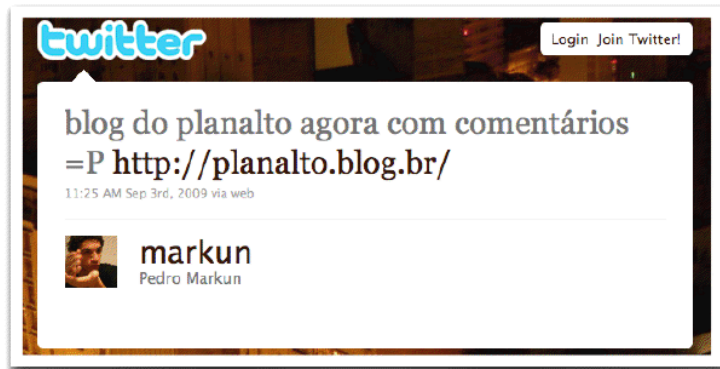 twitter
Login Join Twitter!
blog do planalto agora com comentários
=P http://planalto.blog.br/
11:25 AM Sep 3rd, 2009 via web
markun
Pedro Markun